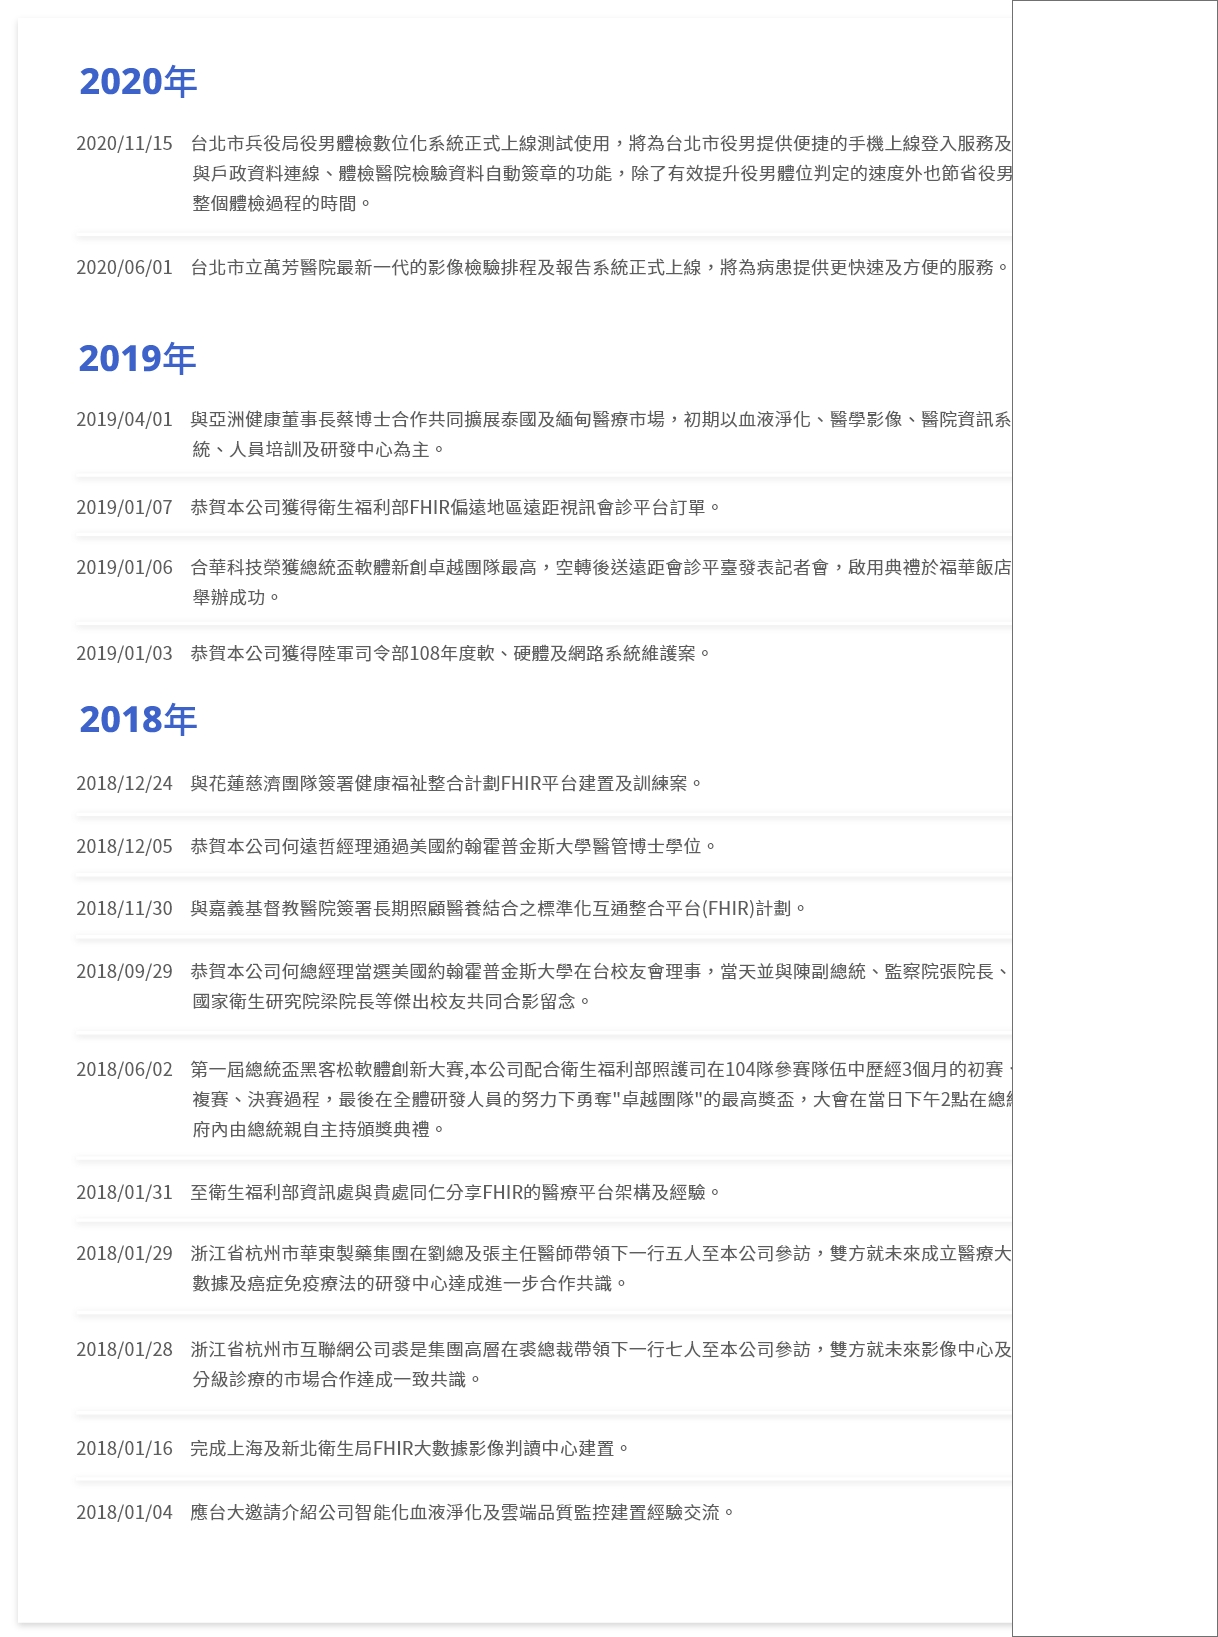 2020年
2020/11/15 台北市兵役局役男體檢數位化系統正式上線測試使用，將為台北市役男提供便捷的手機上線登入服務及
與戶政資料連線、體檢醫院檢驗資料自動簽章的功能，除了有效提升役男體位判定的速度外也節省役男
整個體檢過程的時間。
2020/06/01 台北市立萬芳醫院最新一代的影像檢驗排程及報告系統正式上線，將為病患提供更快速及方便的服務。
2019年
2019/04/01 與亞洲健康董事長蔡博士合作共同擴展泰國及緬甸醫療市場，初期以血液淨化、醫學影像、醫院資訊系
統、人員培訓及研發中心為主。
2019/01/07 恭賀本公司獲得衛生福利部FHIR偏遠地區遠距視訊會診平台訂單。
2019/01/06 合華科技榮獲總統盃軟體新創卓越團隊最高，空轉後送遠距會診平臺發表記者會，啟用典禮於福華飯店
舉辦成功。
2019/01/03 恭賀本公司獲得陸軍司令部108年度軟、硬體及網路系統維護案。
2018年
2018/12/24 與花蓮慈濟團隊簽署健康福祉整合計劃FHIR平台建置及訓練案。
2018/12/05 恭賀本公司何遠哲經理通過美國約翰霍普金斯大學醫管博士學位。
2018/11/30 與嘉義基督教醫院簽署長期照顧醫養結合之標準化互通整合平台(FHIR)計劃。
2018/09/29 恭賀本公司何總經理當選美國約翰霍普金斯大學在台校友會理事，當天並與陳副總統、監察院張院長、
國家衛生研究院梁院長等傑出校友共同合影留念。
2018/06/02 第一屆總統盃黑客松軟體創新大賽,本公司配合衛生福利部照護司在104隊參賽隊伍中歷經3個月的初賽、
複賽、決賽過程，最後在全體研發人員的努力下勇奪"卓越團隊"的最高獎盃，大會在當日下午2點在總
府內由總統親自主持頒獎典禮。
2018/01/31 至衛生福利部資訊處與貴處同仁分享FHIR的醫療平台架構及經驗。
2018/01/29 浙江省杭州市華東製藥集團在劉總及張主任醫師帶領下一行五人至本公司參訪，雙方就未來成立醫療大
數據及癌症免疫療法的研發中心達成進一步合作共識。
2018/01/28 浙江省杭州市互聯網公司裘是集團高層在裘總裁帶領下一行七人至本公司參訪，雙方就未來影像中心及
分級診療的市場合作達成一致共識。
2018/01/16 完成上海及新北衛生局FHIR大數據影像判讀中心建置。
2018/01/04 應台大邀請介紹公司智能化血液淨化及雲端品質監控建置經驗交流。